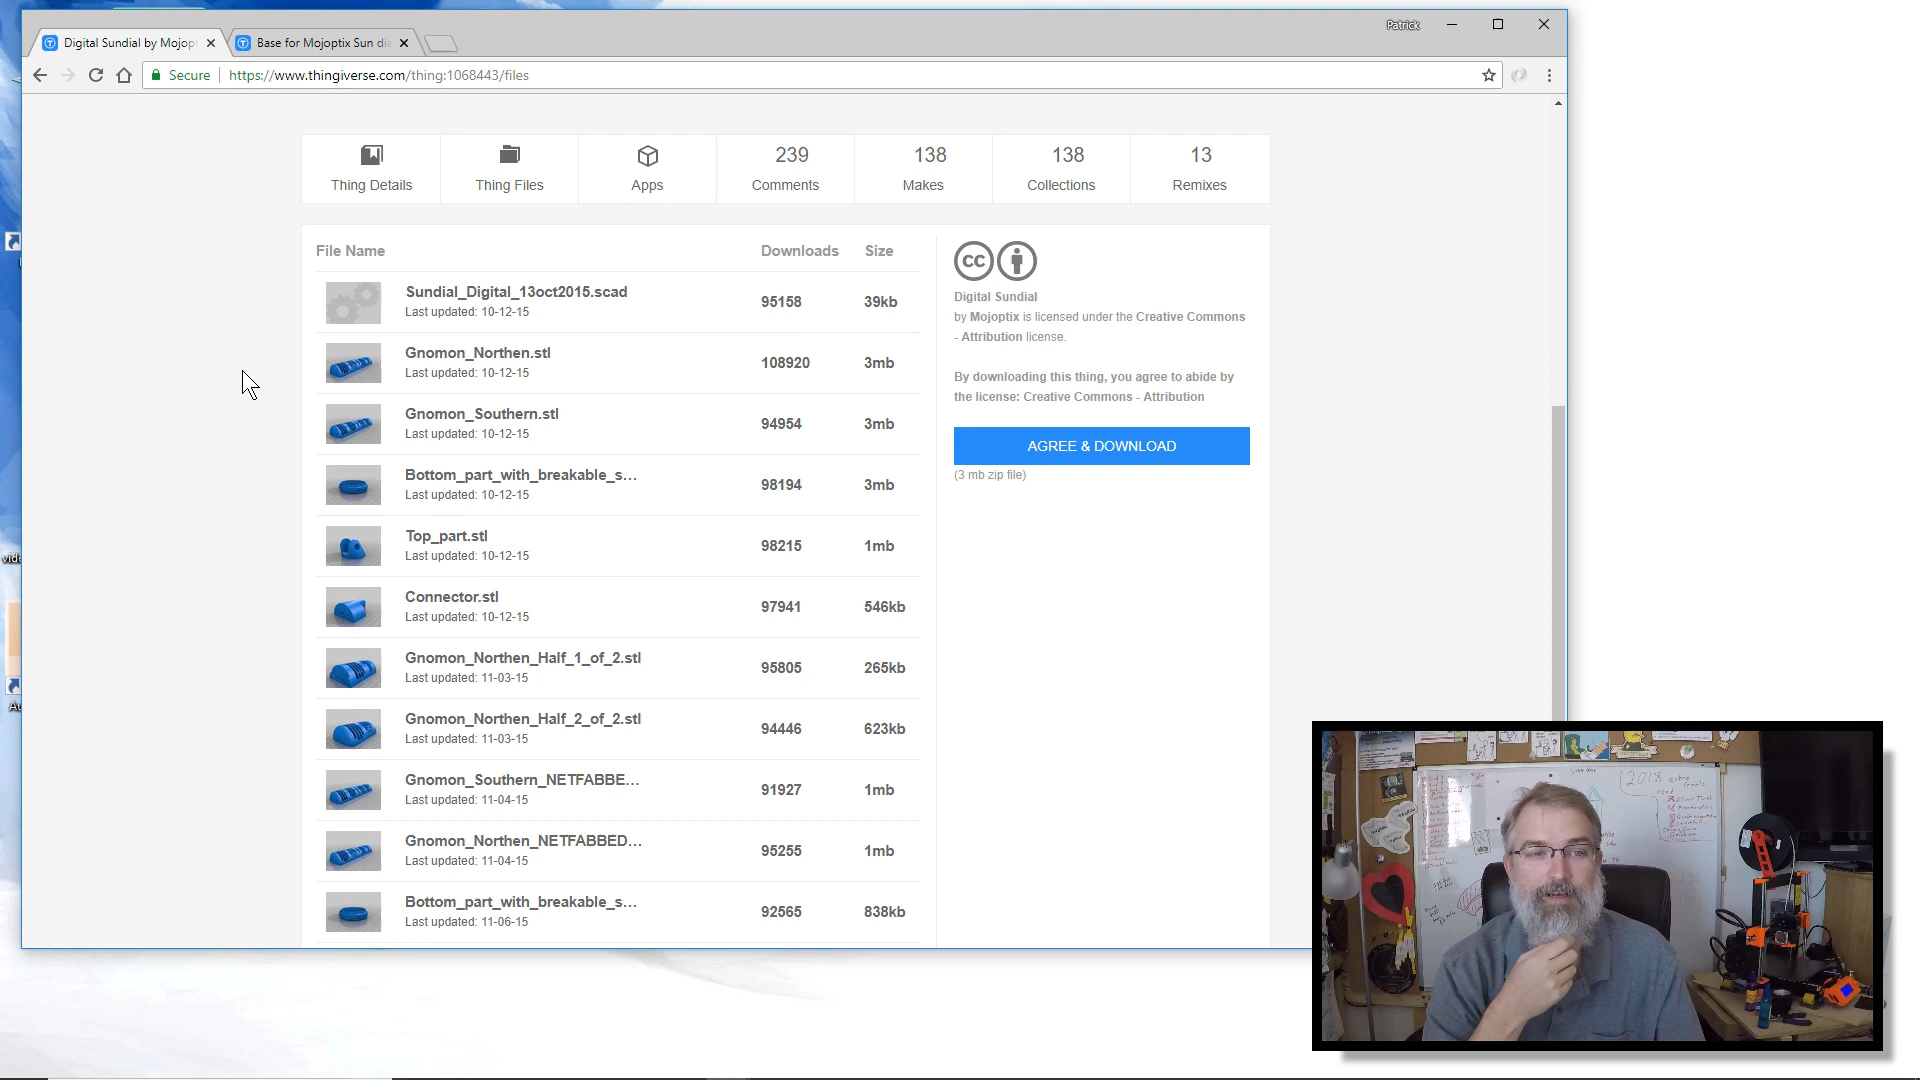 Patrick
Digital Sundial by Mojopt
Base for Mojoptix Sun dia
Secure
https://www.thingiverse.com/thing:1068443/files
239
138
138
13
Thing Details
Thing Files
Apps
Comments
Makes
Collections
Remixes
File Name
Downloads
Size
Sundial_Digital_13oct2015.scad
Last updated: 10-12-15
95158
39kb
Gnomon_Northen.stl
Last updated: 10-12-15
108920
3mb
Gnomon_Southern.stl
Last updated: 10-12-15
94954
3mb
Bottom_part_with_breakable_s...
Last updated: 10-12-15
98194
3mb
Top_part.stl
Last updated: 10-12-15
98215
1mb
Connector.stl
Last updated: 10-12-15
97941
546kb
Gnomon_Northen_Half_1_of_2.stl
Last updated: 11-03-15
95805
265kb
Gnomon_Northen_Half_2_of_2.stl
Last updated: 11-03-15
94446
623kb
Gnomon_Southern_NETFABBE...
Last updated: 11-04-15
91927
1mb
Gnomon_Northen_NETFABBED...
Last updated: 11-04-15
95255
1mb
Bottom_part_with_breakable_s...
Last updated: 11-06-15
92565
838kb
cc
Digital Sundial
by Mojoptix is licensed under the Creative Commons
- Attribution license.
By downloading this thing, you agree to abide by
the license: Creative Commons - Attribution
AGREE & DOWNLOAD
(3 mb zip file)
2018